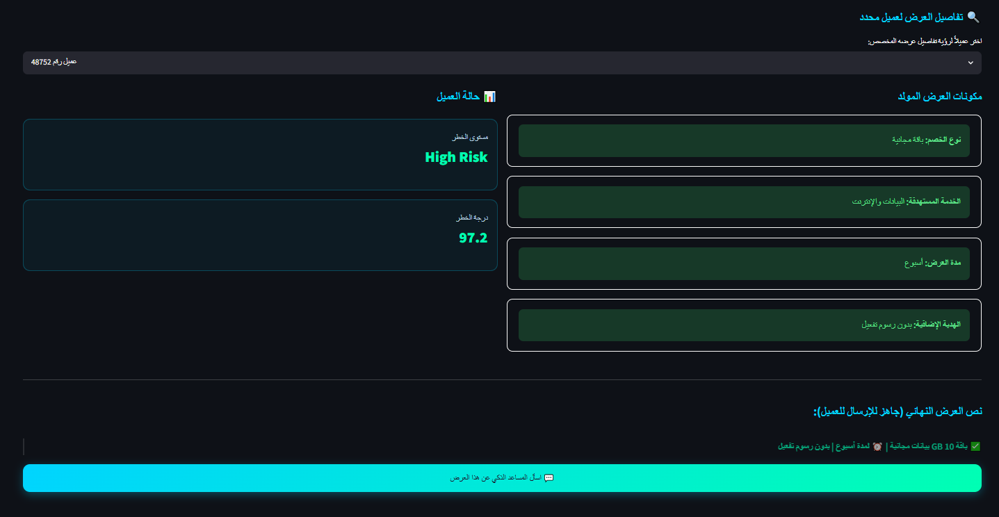 🔍 تفاصيل العرض لعميل محدد
اختر عميلاً لرؤية تفاصيل عرضه المخصص:
عميل رقم 48752
مكونات العرض المولد
نوع الخصم: باقة مجانية
الخدمة المستهدفة: البيانات والإنترنت
مدة العرض: أسبوع
الهدية الإضافية: بدون رسوم تفعيل
📊 حالة العميل
مستوى الخطر
High Risk
درجة الخطر
97.2
نص العرض النهائي (جاهز للإرسال للعميل):
✅ باقة 10 GB بيانات مجانية | ⏰ لمدة أسبوع | بدون رسوم تفعيل
💬 اسأل المساعد الذكي عن هذا العرض